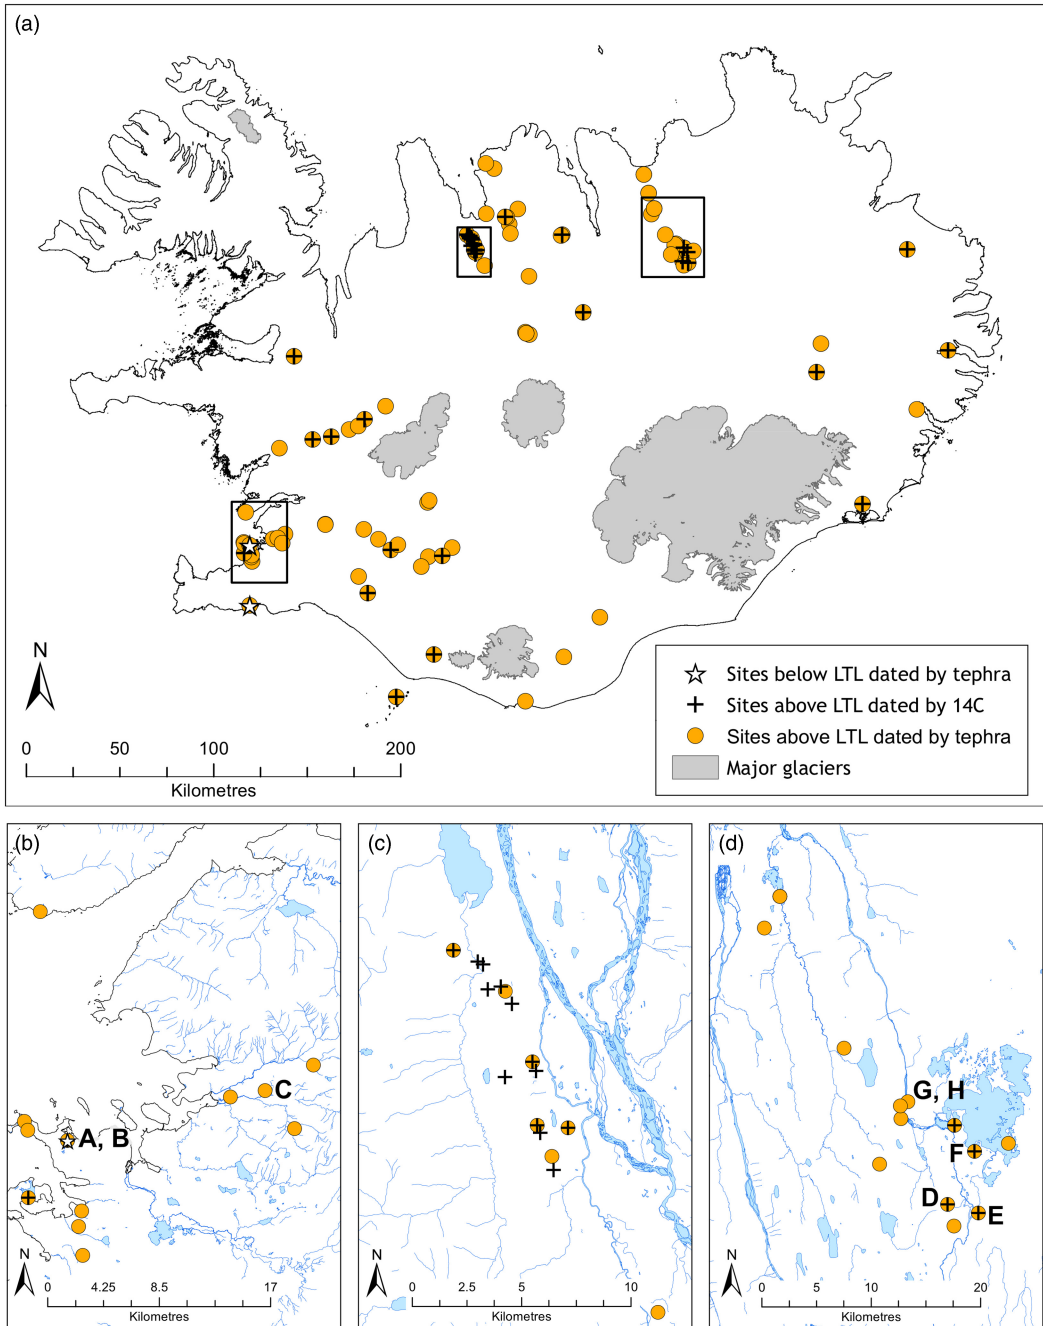 (a)
N
0 50 100 200
Kilometres
Sites below LTL dated by tephra
Sites above LTL dated by 14C
Sites above LTL dated by tephra
Major glaciers
(b)
C
A, B
N
0 4.25 8.5 17
Kilometres
(c)
N
0 2.5 5 10
Kilometres
(d)
G, H
F
D
E
N
0 5 10 20
Kilometres